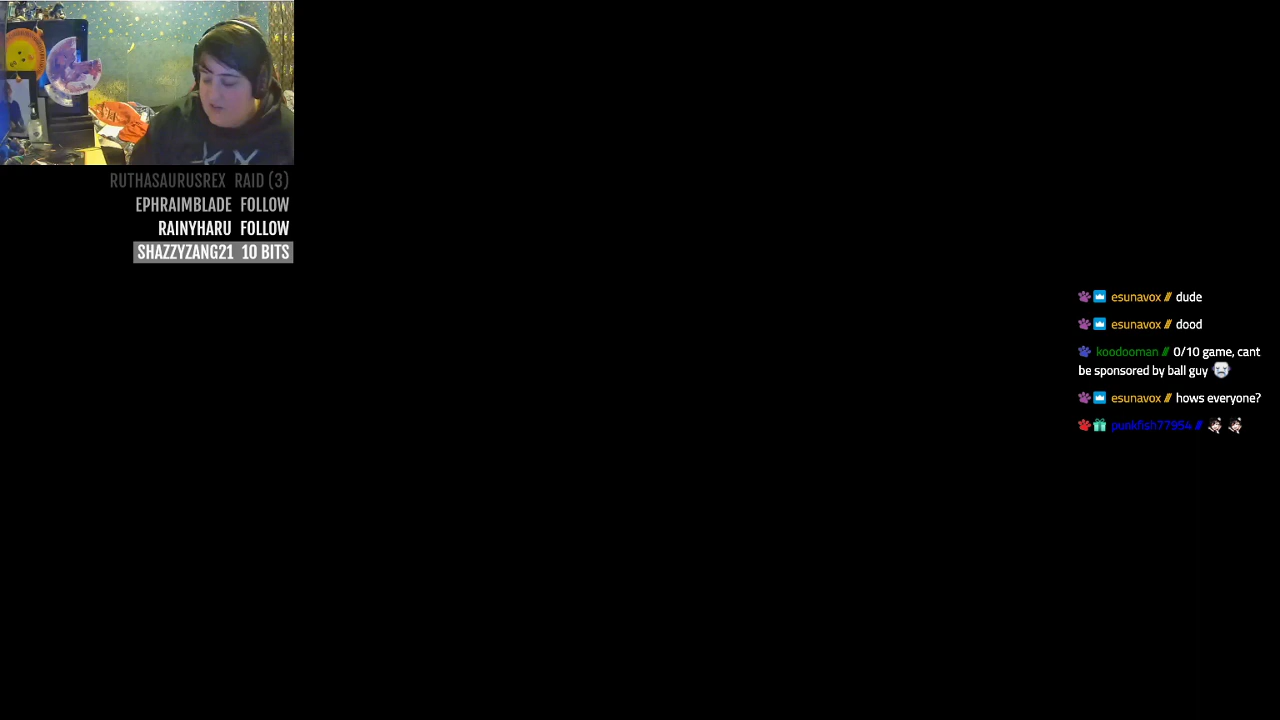 RUTHASAURUSREX RAID (3)
EPHRAIMBLADE FOLLOW
RAINYHARU FOLLOW
SHAZZYZANG21 10 BITS
esunavox // dude
esunavox // dood
koodooman // 0/10 game, cant
be sponsored by ball guy
esunavox // hows everyone?
punkfish77954 //